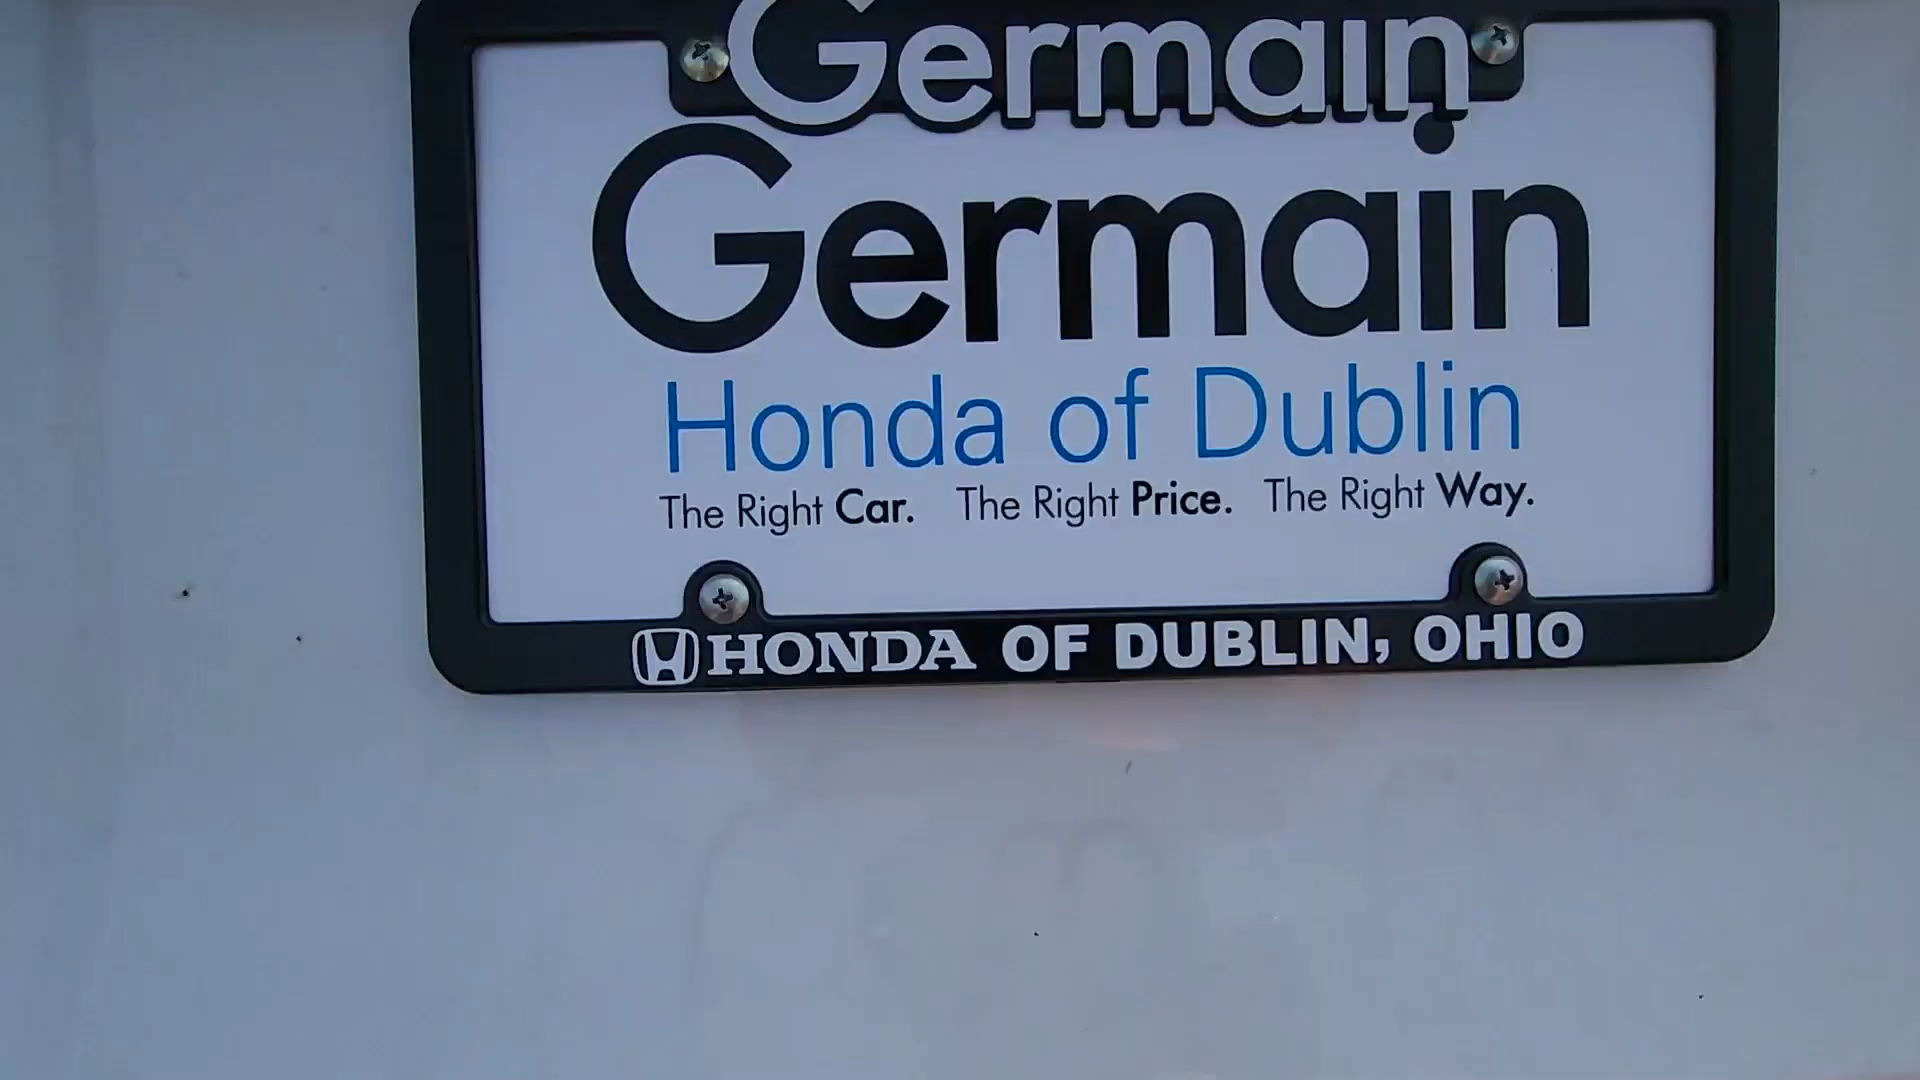 Germain
Germain
Honda of Dublin
The Right Car. The Right Price. The Right Way.
HONDA OF DUBLIN, OHIO